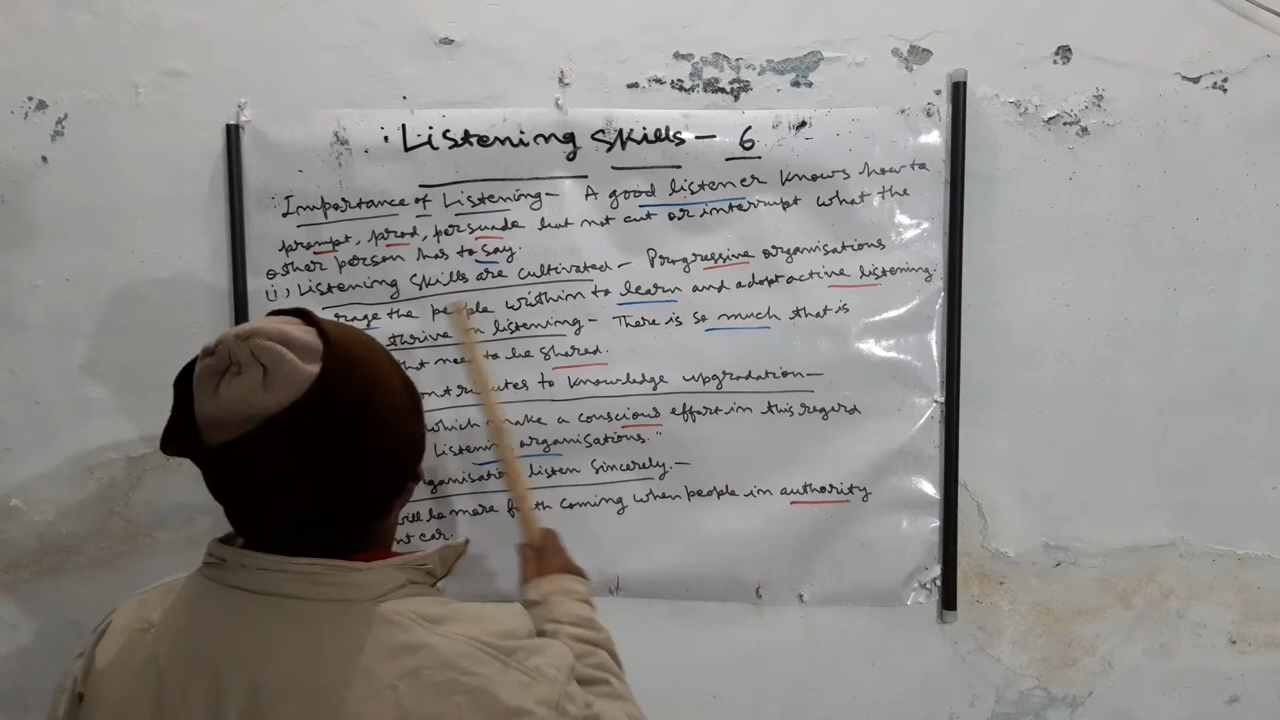 Listening Skills - 6
Importance of Listening - A good listener knows how to
prompt, prod, persuade but not cut or interrupt what the
other person has to say.
(i) Listening skills are cultivated - Progressive organisations
rage the people within to learn and adopt active listening.
thrive on listening - There is so much that is
that need to be shared.
ontributes to knowledge upgradation -
which make a conscious effort in this regard
Listening organisations."
ganisation listen sincerely. -
will be more forth coming when people in authority
nt ear.